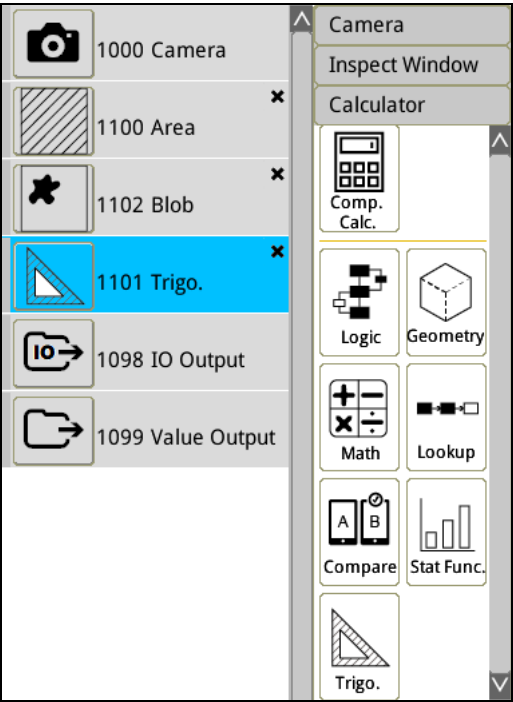 1000 Camera
1100 Area
1102 Blob
1101 Trigo.
IO
1098 IO Output
1099 Value Output
Camera
Inspect Window
Calculator
Comp.
Calc.
Logic
Geometry
Math
Lookup
A
B
Compare
Stat Func.
Trigo.